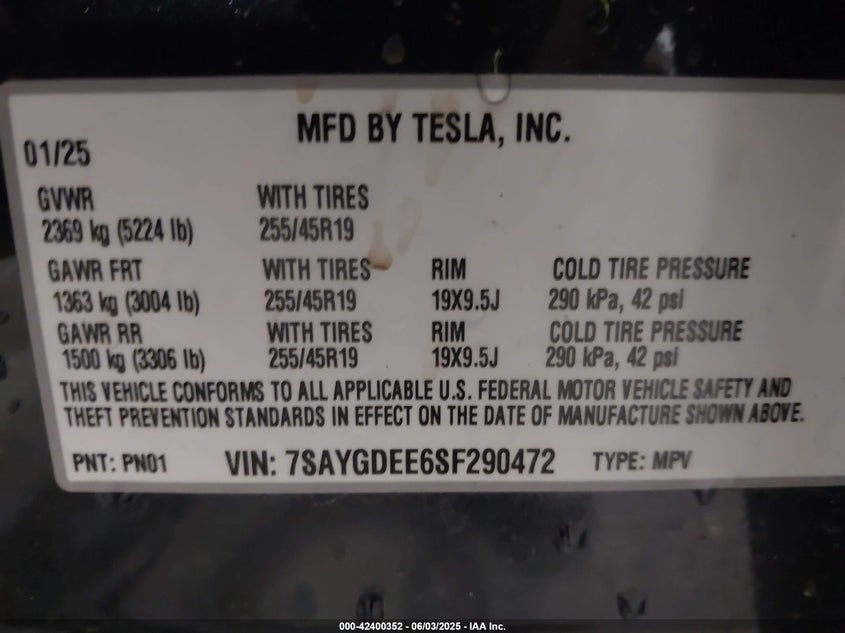 MFD BY TESLA, INC.
01/25
GVWR WITH TIRES
2369 kg (5224 lb) 255/45R19
GAWR FRT WITH TIRES RIM COLD TIRE PRESSURE
1363 kg (3004 lb) 255/45R19 19X9.5J 290 kPa, 42 psi
GAWR RR WITH TIRES RIM COLD TIRE PRESSURE
1500 kg (3306 lb) 255/45R19 19X9.5J 290 kPa, 42 psi
THIS VEHICLE CONFORMS TO ALL APPLICABLE U.S. FEDERAL MOTOR VEHICLE SAFETY AND
THEFT PREVENTION STANDARDS IN EFFECT ON THE DATE OF MANUFACTURE SHOWN ABOVE.
PNT: PN01 VIN: 7SAYGDEE6SF290472 TYPE: MPV
000-42400352 - 06/03/2025 - IAA Inc.